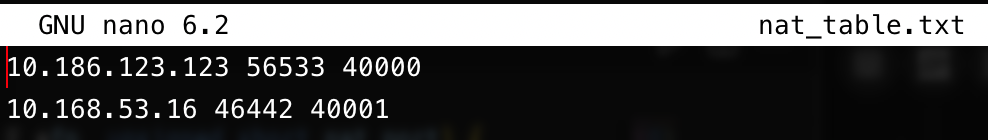 GNU nano 6.2 nat_table.txt
10.186.123.123 56533 40000
10.168.53.16 46442 40001